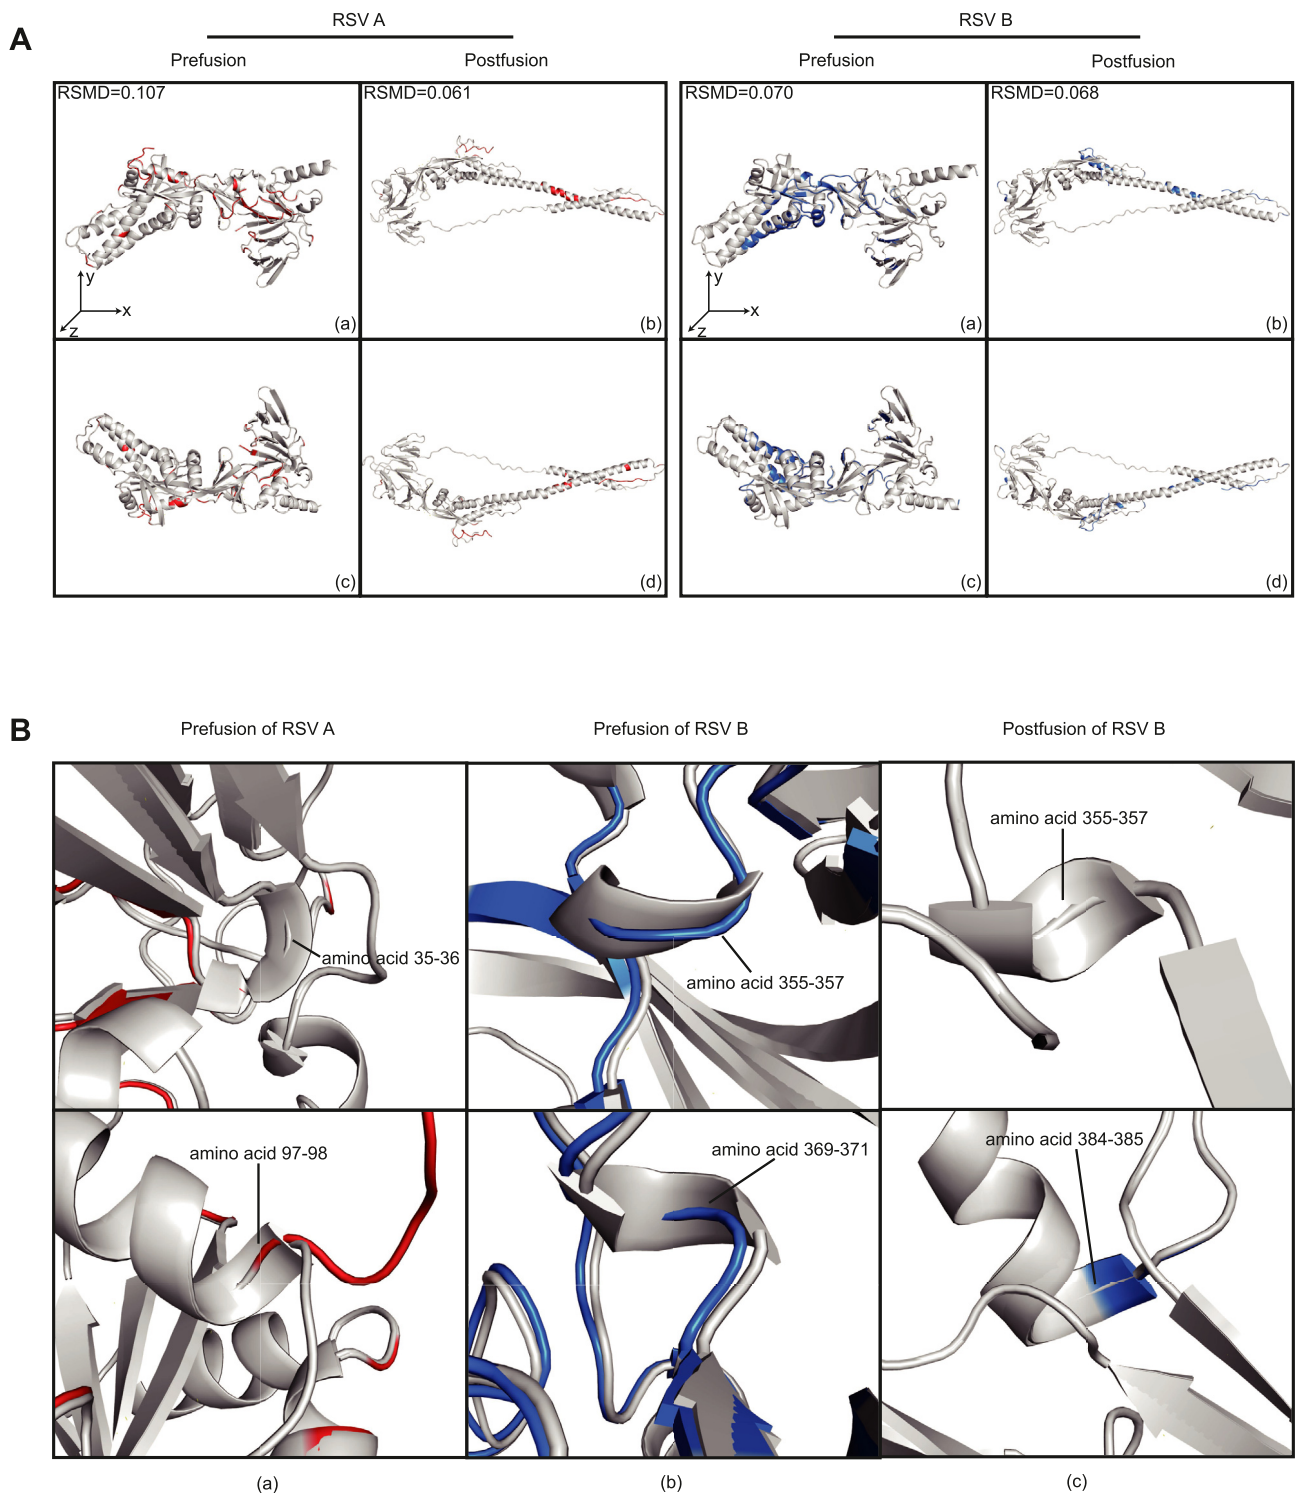 A
RSV A
RSV B
Prefusion
Postfusion
Prefusion
Postfusion
RSMD=0.107
RSMD=0.061
RSMD=0.070
RSMD=0.068
y
x
z
(a)
(b)
y
x
z
(a)
(b)
(c)
(d)
(c)
(d)
B
Prefusion of RSV A
Prefusion of RSV B
Postfusion of RSV B
amino acid 35-36
amino acid 355-357
amino acid 355-357
amino acid 97-98
amino acid 369-371
amino acid 384-385
(a)
(b)
(c)